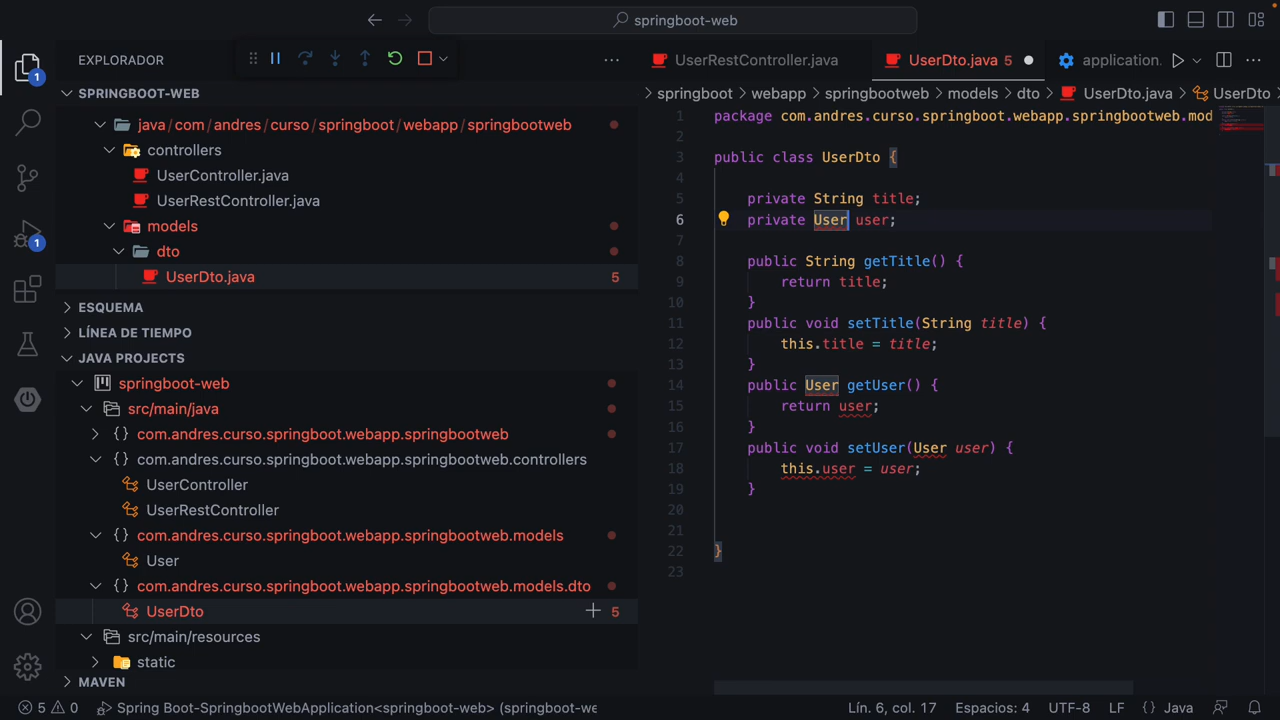 springboot-web
EXPLORADOR
SPRINGBOOT-WEB
java/com/andres/curso/springboot/webapp/springbootweb
controllers
UserController.java
UserRestController.java
models
dto
UserDto.java 5
ESQUEMA
LÍNEA DE TIEMPO
JAVA PROJECTS
springboot-web
src/main/java
com.andres.curso.springboot.webapp.springbootweb
com.andres.curso.springboot.webapp.springbootweb.controllers
UserController
UserRestController
com.andres.curso.springboot.webapp.springbootweb.models
User
com.andres.curso.springboot.webapp.springbootweb.models.dto
UserDto 5
src/main/resources
static
MAVEN
1
1
UserRestController.java UserDto.java 5 application.
springboot > webapp > springbootweb > models > dto > UserDto.java > UserDto
1 package com.andres.curso.springboot.webapp.springbootweb.mod
2
3 public class UserDto {
4
5 private String title;
6 private User user;
7
8 public String getTitle() {
9 return title;
10 }
11 public void setTitle(String title) {
12 this.title = title;
13 }
14 public User getUser() {
15 return user;
16 }
17 public void setUser(User user) {
18 this.user = user;
19 }
20
21
22 }
23
5 0 Spring Boot-SpringbootWebApplication<springboot-web> (springboot-we Lín. 6, col. 17 Espacios: 4 UTF-8 LF {} Java